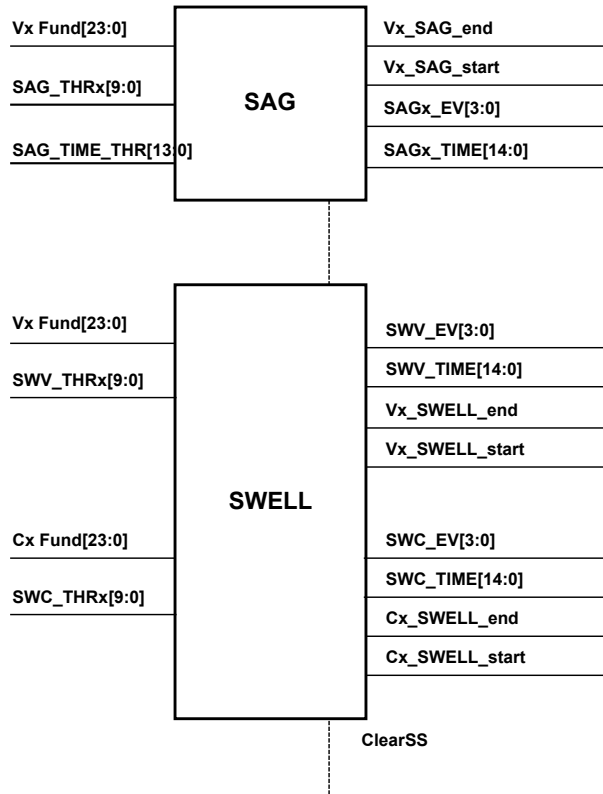 Vx Fund[23:0]
SAG_THRx[9:0]
SAG_TIME_THR[13:0]
SAG
Vx_SAG_end
Vx_SAG_start
SAGx_EV[3:0]
SAGx_TIME[14:0]
Vx Fund[23:0]
SWV_THRx[9:0]
Cx Fund[23:0]
SWC_THRx[9:0]
SWELL
SWV_EV[3:0]
SWV_TIME[14:0]
Vx_SWELL_end
Vx_SWELL_start
SWC_EV[3:0]
SWC_TIME[14:0]
Cx_SWELL_end
Cx_SWELL_start
ClearSS